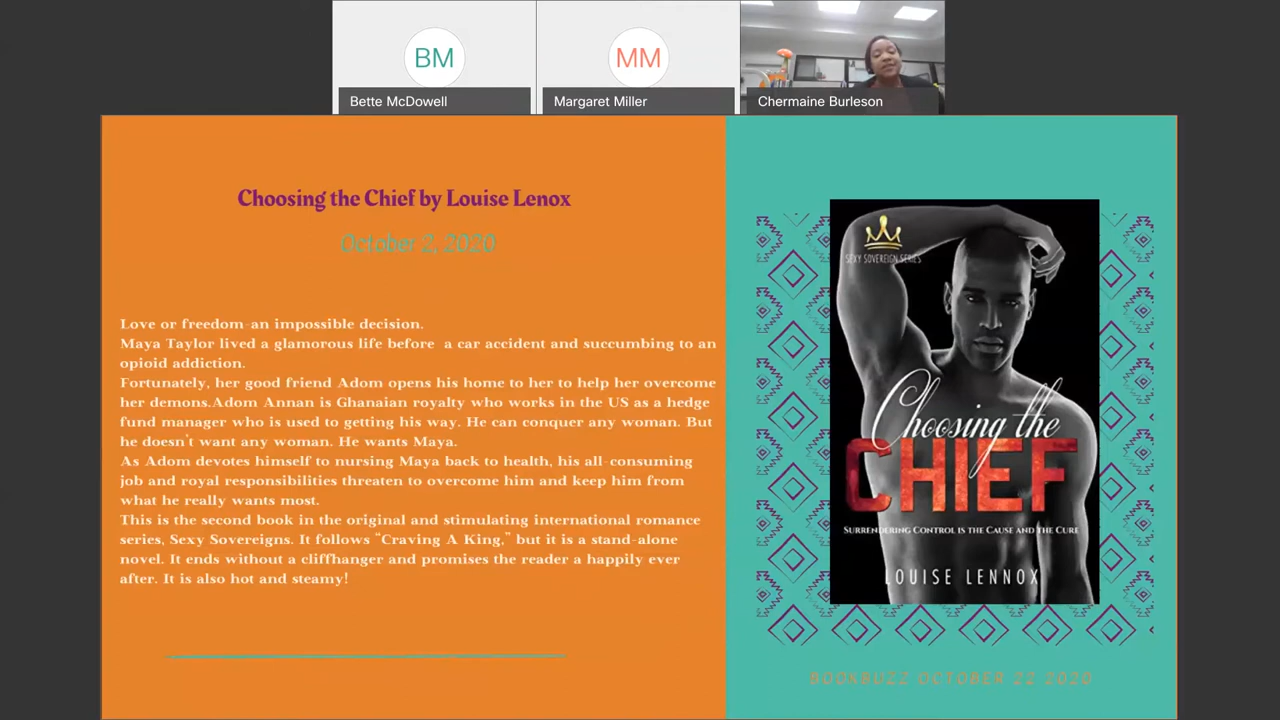 BM
MM
Bette McDowell
Margaret Miller
Chermaine Burleson
Choosing the Chief by Louise Lenox
October 2, 2020
Love or freedom-an impossible decision.
Maya Taylor lived a glamorous life before a car accident and succumbing to an
opioid addiction.
Fortunately, her good friend Adom opens his home to her to help her overcome
her demons.Adom Annan is Ghanaian royalty who works in the US as a hedge
fund manager who is used to getting his way. He can conquer any woman. But
he doesn't want any woman. He wants Maya.
As Adom devotes himself to nursing Maya back to health, his all-consuming
job and royal responsibilities threaten to overcome him and keep him from
what he really wants most.
This is the second book in the original and stimulating international romance
series, Sexy Sovereigns. It follows "Craving A King," but it is a stand-alone
novel. It ends without a cliffhanger and promises the reader a happily ever
after. It is also hot and steamy!
SEXY SOVEREIGN SERIES
Choosing the
CHIEF
SURRENDERING CONTROL IS THE CAUSE AND THE CURE
LOUISE LENNOX
BOOKBUZZ OCTOBER 22 2020